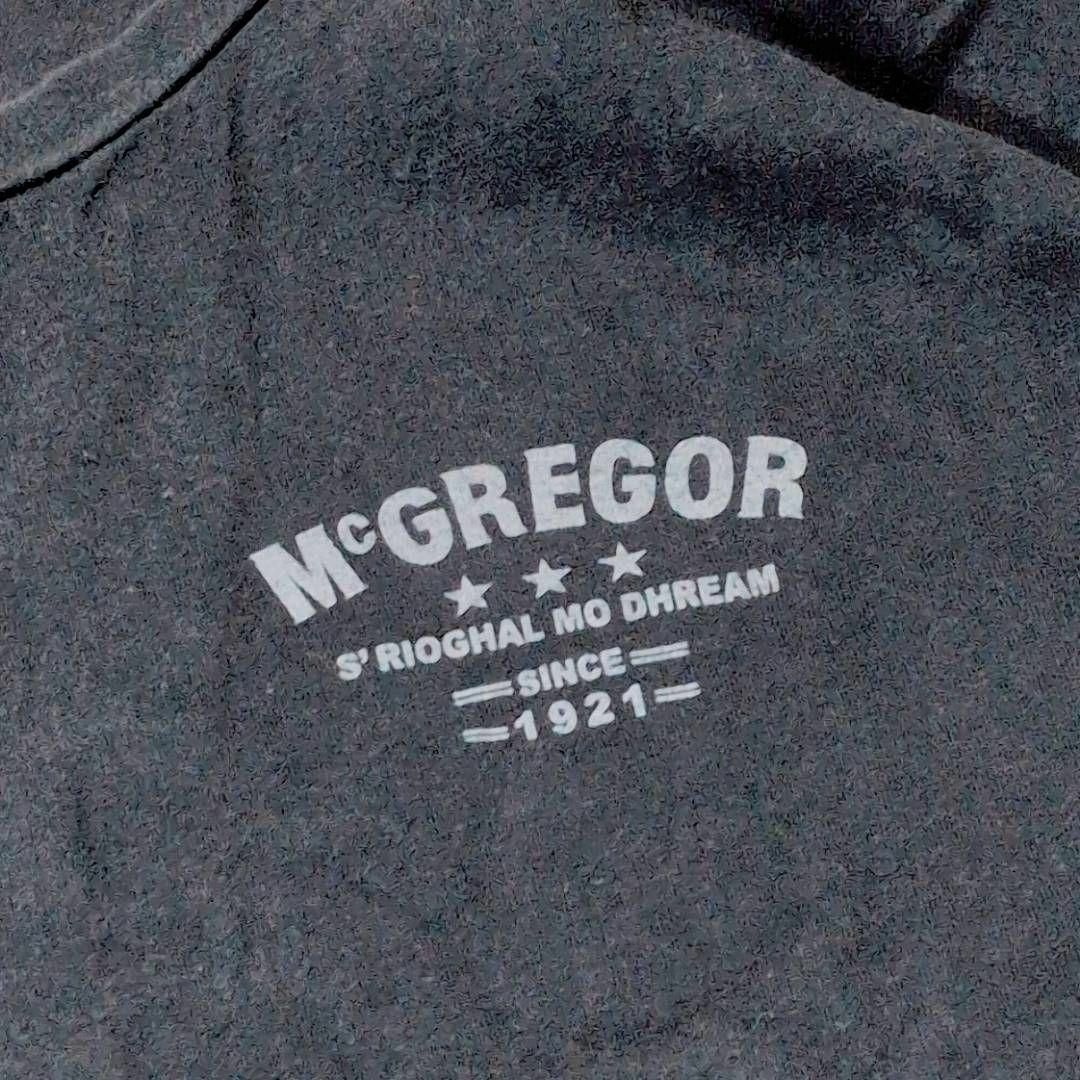 McGREGOR
S' RIOGHAL MO DHREAM
SINCE
1921